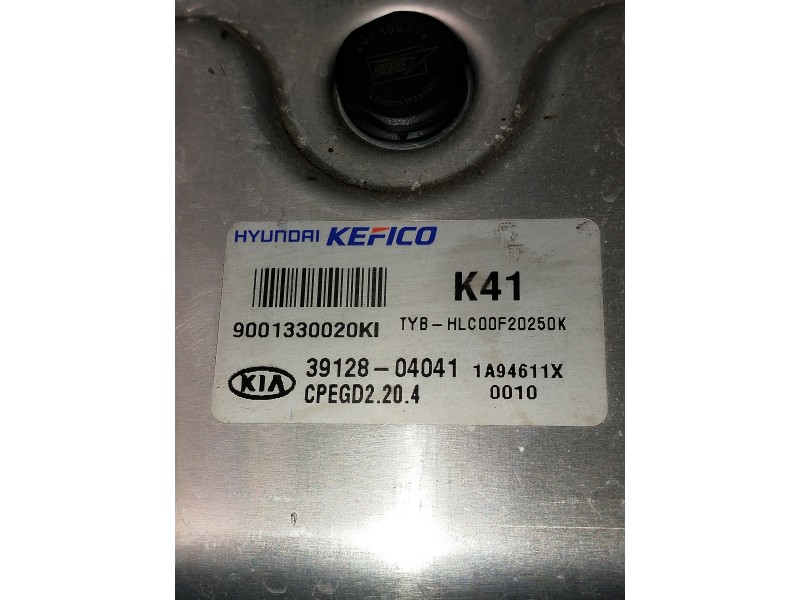 HYUNDAI KEFICO
K41
9001330020KI
TYB-HLC00F20250K
KIA
39128-04041
1A94611X
CPEGD2.20.4
0010